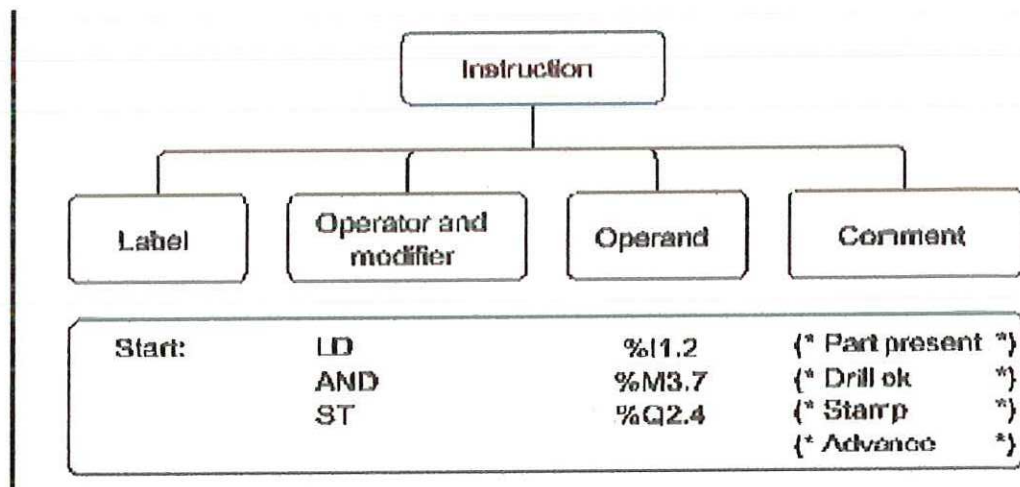 Instruction
Label
Operator and
modifier
Operand
Comment
Start: LD %I1.2 (* Part present *)
AND %M3.7 (* Drill ok *)
ST %Q2.4 (* Stamp *)
(* Advance *)